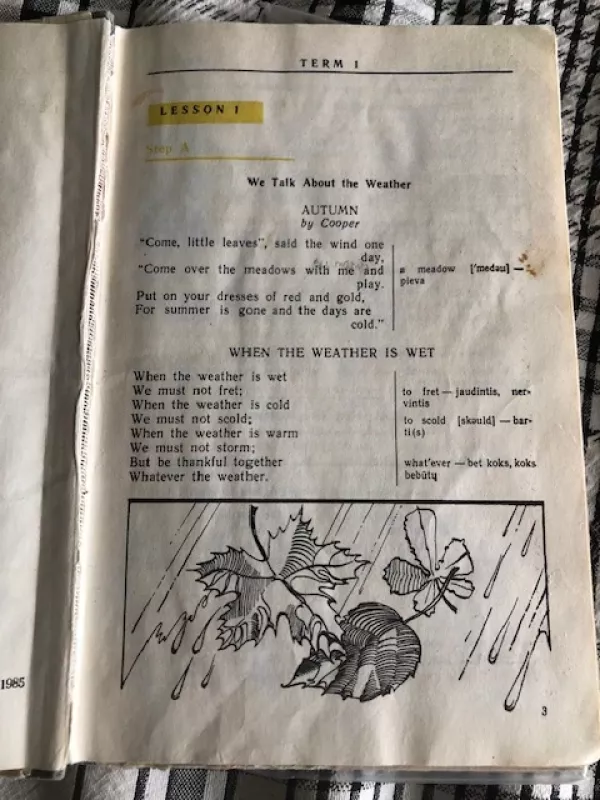 TERM 1
LESSON 1
Step A
We Talk About the Weather
AUTUMN
by Cooper
“Come, little leaves”, said the wind one
day,
“Come over the meadows with me and
play.
Put on your dresses of red and gold,
For summer is gone and the days are
cold.”
a meadow ['medəu] —
pieva
WHEN THE WEATHER IS WET
When the weather is wet
We must not fret;
When the weather is cold
We must not scold;
When the weather is warm
We must not storm;
But be thankful together
Whatever the weather.
to fret — jaudintis, ner-
vintis
to scold [skəuld] — bar-
ti(s)
what'ever — bet koks, koks
bebūtų
1985
3